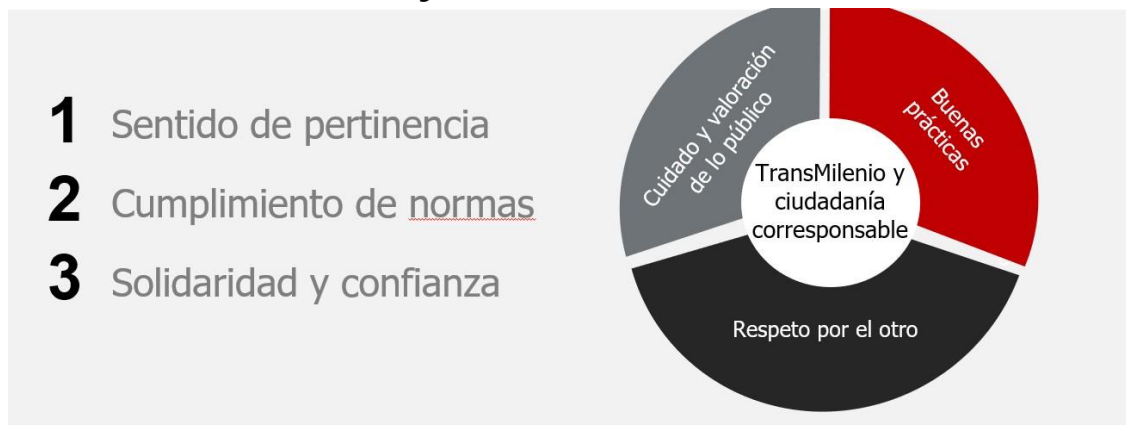 1 Sentido de pertinencia
2 Cumplimiento de normas
3 Solidaridad y confianza
Cuidado y valoración
de lo público
Buenas
prácticas
TransMilenio y
ciudadanía
corresponsable
Respeto por el otro